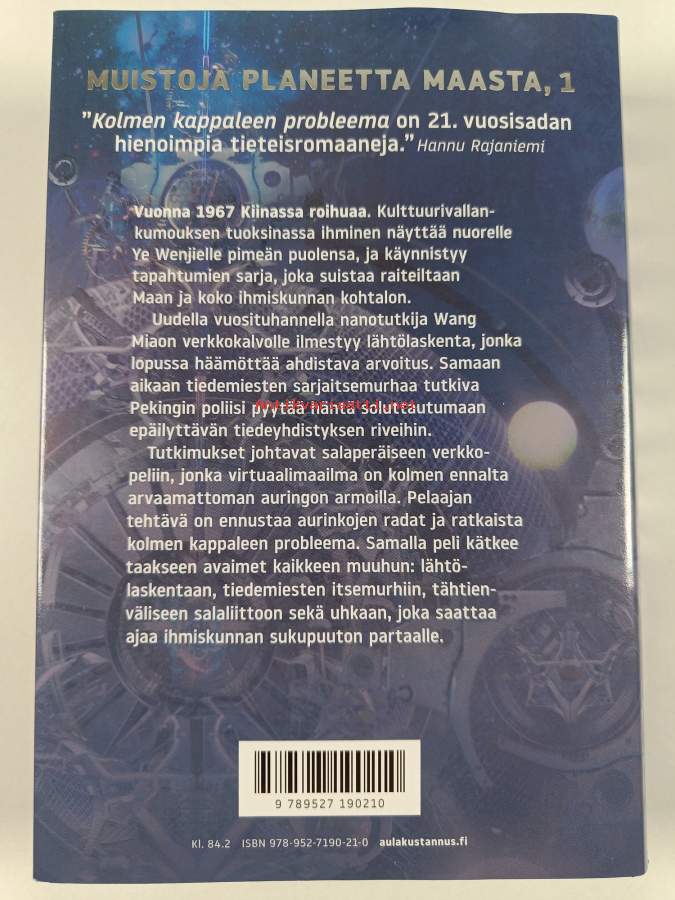 MUISTOJA PLANEETTA MAASTA, 1
”Kolmen kappaleen probleema on 21. vuosisadan
hienoimpia tieteisromaaneja.” Hannu Rajaniemi
Vuonna 1967 Kiinassa roihuaa. Kulttuurivallan-
kumouksen tuoksinassa ihminen näyttää nuorelle
Ye Wenjielle pimeän puolensa, ja käynnistyy
tapahtumien sarja, joka suistaa raiteiltaan
Maan ja koko ihmiskunnan kohtalon.
Uudella vuosituhannella nanotutkija Wang
Miaon verkkokalvolle ilmestyy lähtölaskenta, jonka
lopussa häämöttää ahdistava arvoitus. Samaan
aikaan tiedemiesten sarjaitsemurhaa tutkiva
Pekingin poliisi pyytää häntä soluttautumaan
Antikvariaatti.net
epäilyttävän tiedeyhdistyksen riveihin.
Tutkimukset johtavat salaperäiseen verkko-
peliin, jonka virtuaalimaailma on kolmen ennalta
arvaamattoman auringon armoilla. Pelaajan
tehtävä on ennustaa aurinkojen radat ja ratkaista
kolmen kappaleen probleema. Samalla peli kätkee
taakseen avaimet kaikkeen muuhun: lähtö-
laskentaan, tiedemiesten itsemurhiin, tähtien-
väliseen salaliittoon sekä uhkaan, joka saattaa
ajaa ihmiskunnan sukupuuton partaalle.
9 789527 190210
Kl. 84.2 ISBN 978-952-7190-21-0 aulakustannus.fi